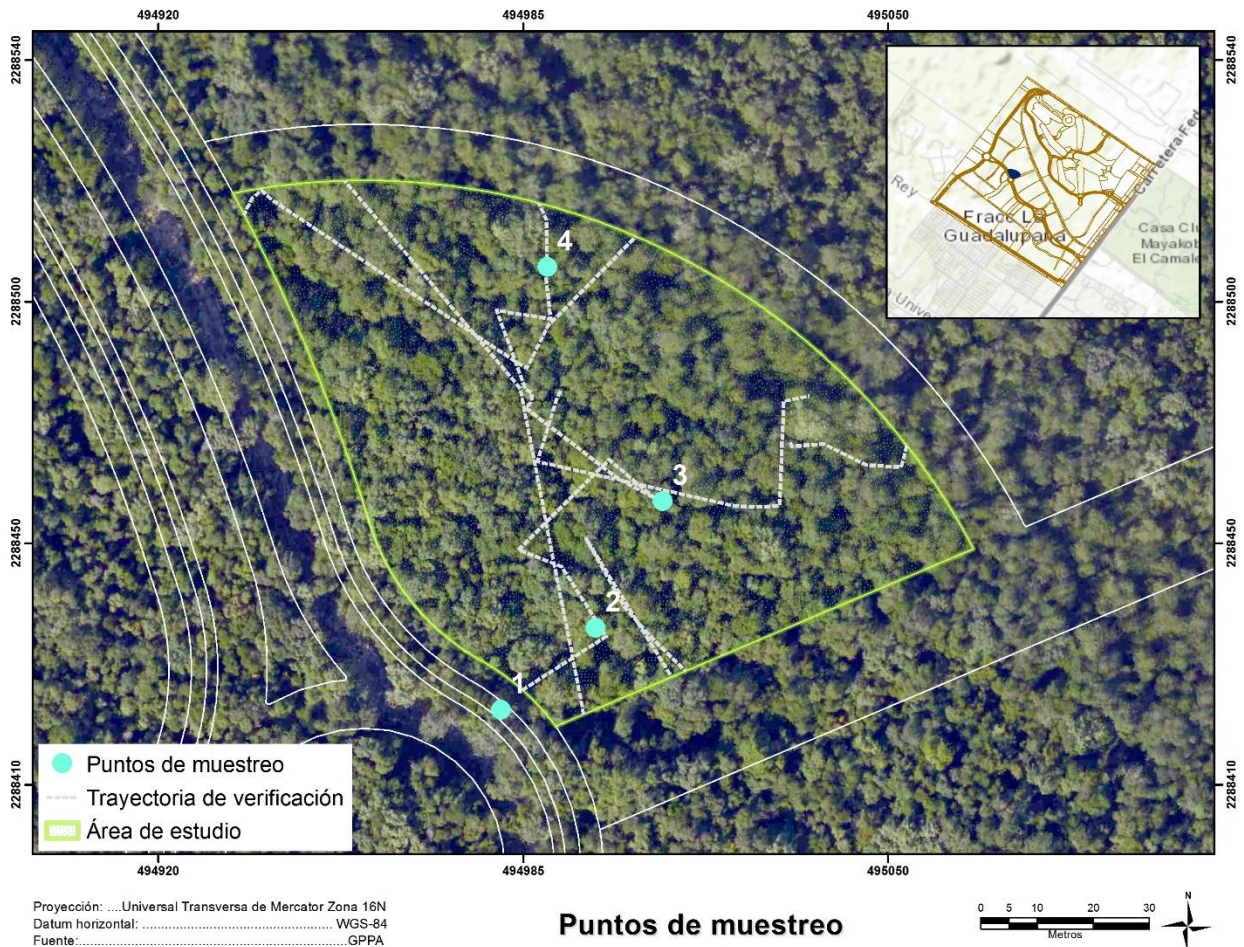 494920 494985 495050
2288540
2288540
Rey
Fracc La
Guadalupana
Carretera Fed
Casa Clu
Mayakob
El Camale
a Unive
4
2288500
2288500
3
2288450
2288450
2
1
2288410
2288410
Puntos de muestreo
Trayectoria de verificación
Área de estudio
494920 494985 495050
Proyección: ....Universal Transversa de Mercator Zona 16N
Datum horizontal: .................................... WGS-84
Fuente:.....................................................GPPA
Puntos de muestreo
0 5 10 20 30
Metros
N